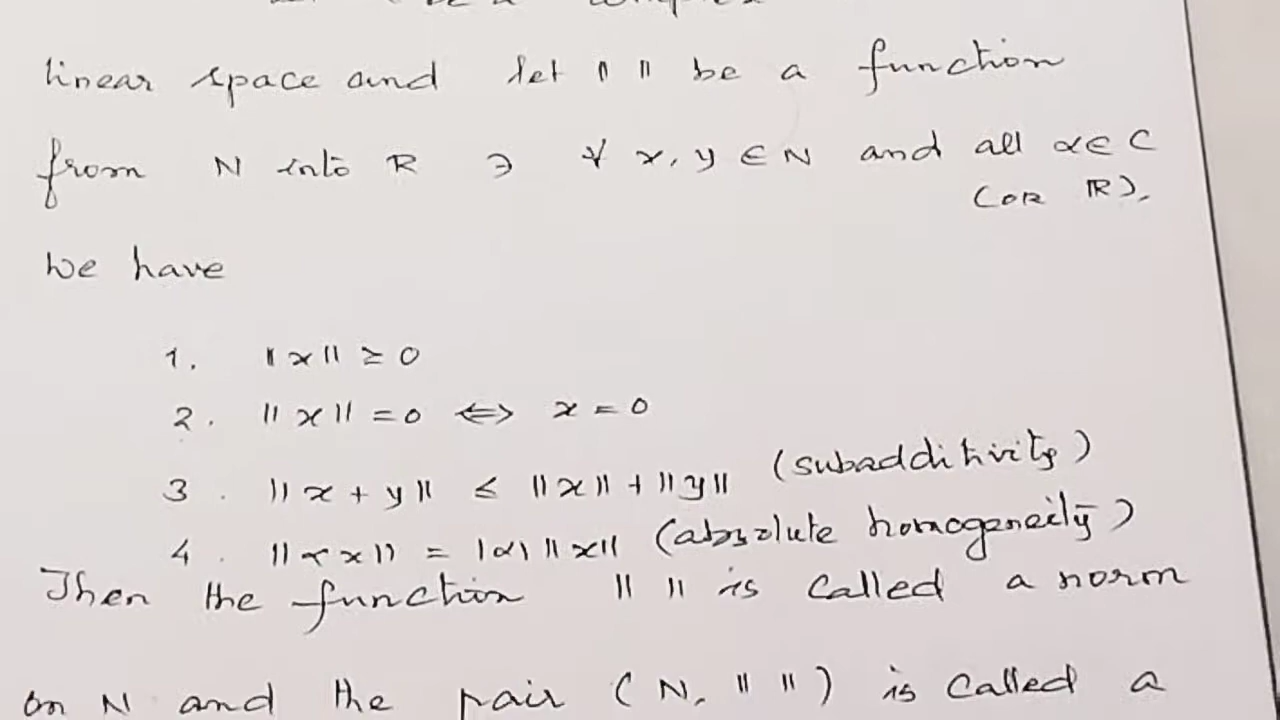 linear space and let || || be a function
from N into R ∋ ∀ x, y ∈ N and all α ∈ C
(or R).
we have
1. ||x|| ≥ 0
2. ||x|| = 0 ⇔ x = 0
3. ||x + y|| ≤ ||x|| + ||y|| (subadditivity)
4. ||αx|| = |α| ||x|| (absolute homogeneity)
Then the function || || is called a norm
on N and the pair (N, || ||) is called a